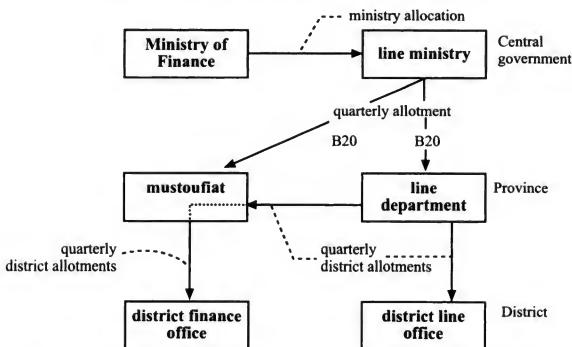 ministry allocation
Ministry of
Finance
line ministry
Central
government
quarterly allotment
B20
B20
mustoufiat
line
department
Province
quarterly
district allotments
quarterly
district allotments
district finance
office
district line
office
District